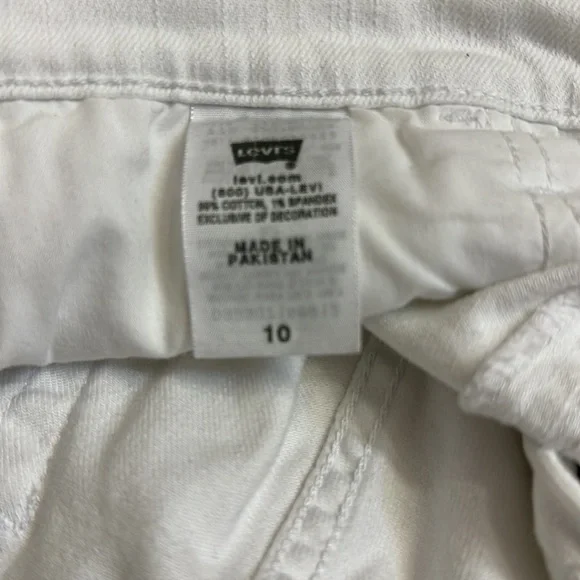 Levi's
®
levi.com
(800) USA-LEVI
99% COTTON, 1% SPANDEX
EXCLUSIVE OF DECORATION
MADE IN
PAKISTAN
10